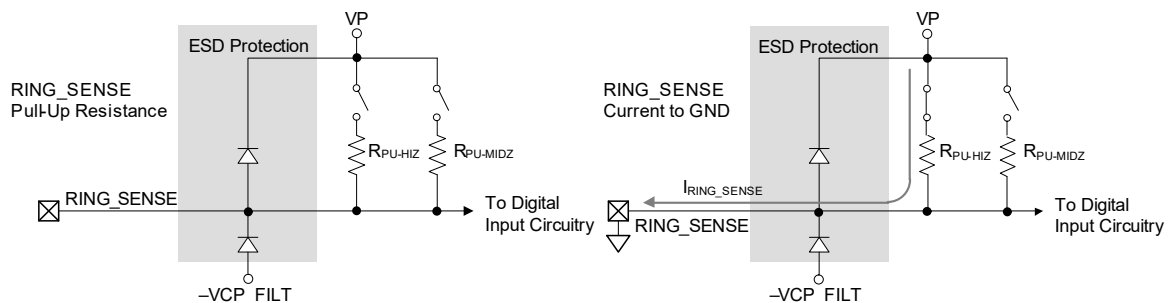 VP
ESD Protection
RING_SENSE
Pull-Up Resistance
RPU-HIZ
RPU-MIDZ
RING_SENSE
To Digital
Input Circuitry
–VCP_FILT
VP
ESD Protection
RING_SENSE
Current to GND
RPU-HIZ
RPU-MIDZ
IRING_SENSE
RING_SENSE
To Digital
Input Circuitry
–VCP_FILT